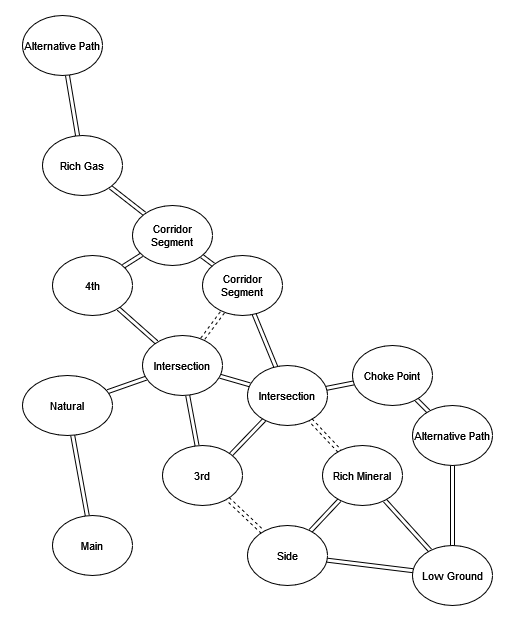 Alternative Path
Rich Gas
Corridor
Segment
4th
Corridor
Segment
Intersection
Choke Point
Intersection
Natural
Alternative Path
3rd
Rich Mineral
Main
Side
Low Ground